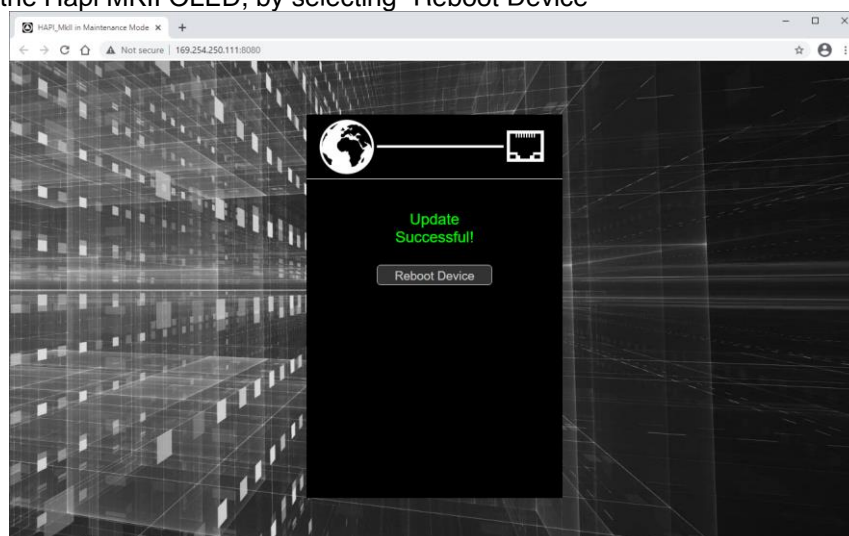 the Hapi MKII OLED, by selecting "Reboot Device"
HAPI_MkII in Maintenance Mode
Not secure | 169.254.250.111:8080
Update
Successful!
Reboot Device